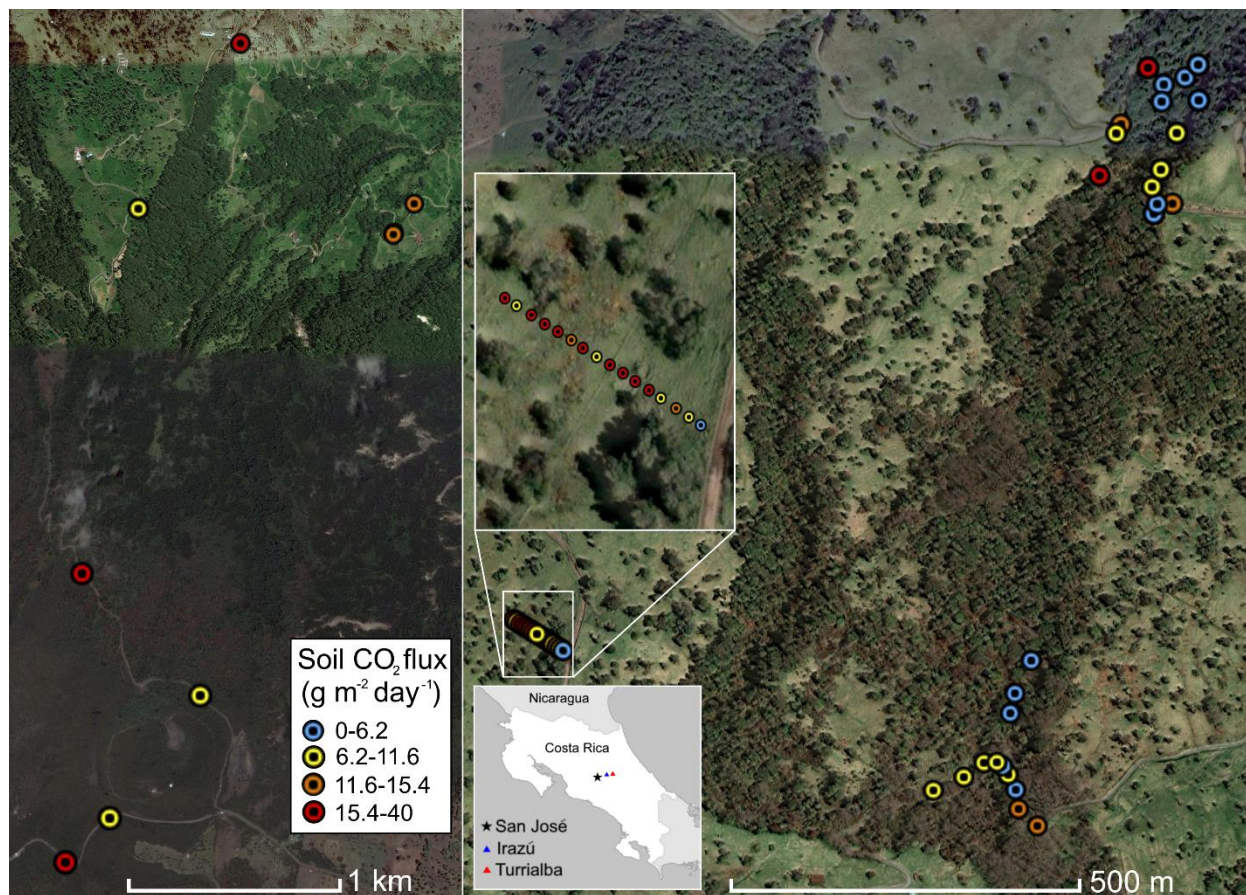 Soil CO₂ flux
(g m⁻² day⁻¹)
0-6.2
6.2-11.6
11.6-15.4
15.4-40
1 km
Nicaragua
Costa Rica
San José
Irazú
Turrialba
500 m